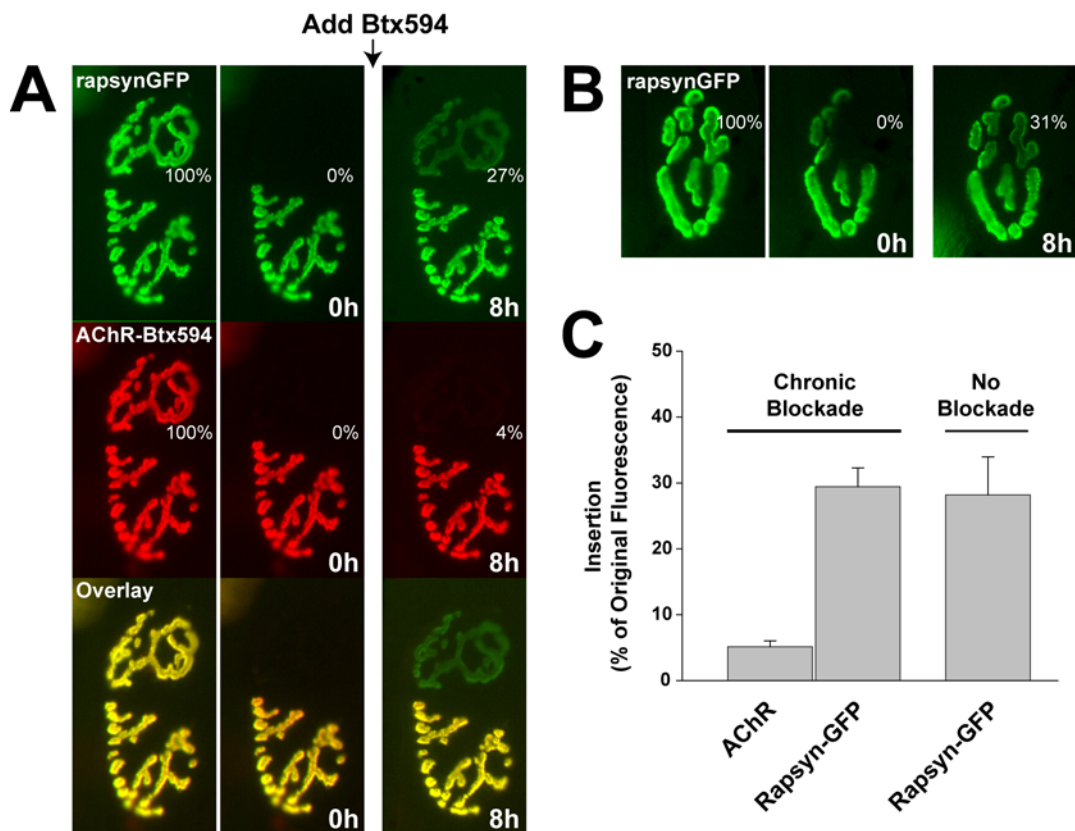 Add Btx594
A
rapsynGFP
100%
0%
27%
0h
8h
AChR-Btx594
100%
0%
4%
0h
8h
Overlay
0h
8h
B
rapsynGFP
100%
0%
31%
0h
8h
C
Insertion
(% of Original Fluorescence)
50
40
30
20
10
0
Chronic
Blockade
No
Blockade
AChR
Rapsyn-GFP
Rapsyn-GFP